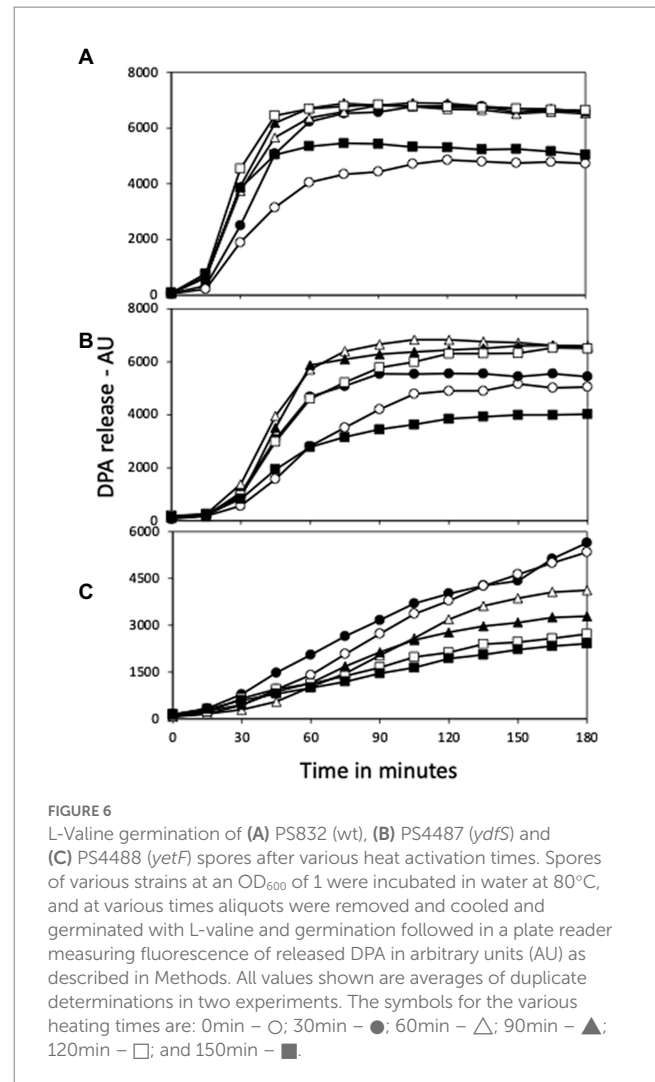 A
8000
6000
4000
2000
0
B
8000
6000
4000
2000
0
DPA release - AU
C
6000
4500
3000
1500
0
0 30 60 90 120 150 180
Time in minutes
FIGURE 6
L-Valine germination of (A) PS832 (wt), (B) PS4487 (ydfS) and
(C) PS4488 (yetF) spores after various heat activation times. Spores
of various strains at an OD₆₀₀ of 1 were incubated in water at 80°C,
and at various times aliquots were removed and cooled and
germinated with L-valine and germination followed in a plate reader
measuring fluorescence of released DPA in arbitrary units (AU) as
described in Methods. All values shown are averages of duplicate
determinations in two experiments. The symbols for the various
heating times are: 0min – ○; 30min – ●; 60min – △; 90min – ▲;
120min – □; and 150min – ■.